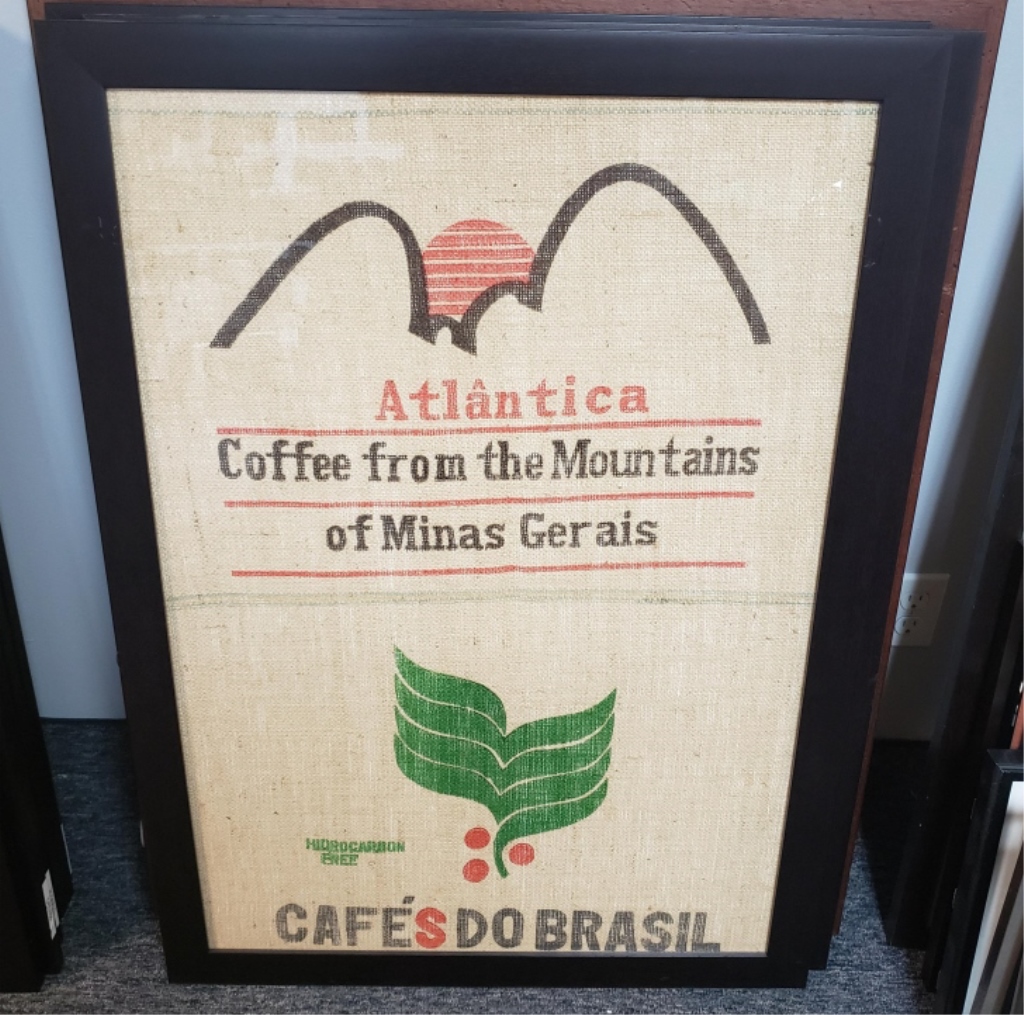 Atlântica
Coffee from the Mountains
of Minas Gerais
HIDROCARBON
FREE
CAFÉS DO BRASIL